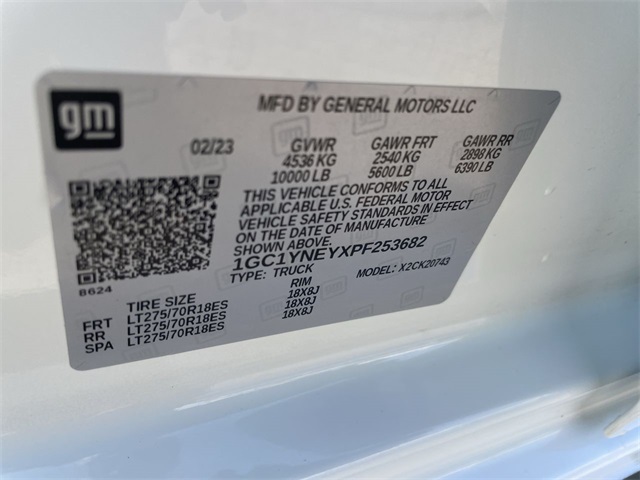 gm
MFD BY GENERAL MOTORS LLC
02/23 GVWR GAWR FRT GAWR RR
4536 KG 2540 KG 2898 KG
10000 LB 5600 LB 6390 LB
THIS VEHICLE CONFORMS TO ALL
APPLICABLE U.S. FEDERAL MOTOR
VEHICLE SAFETY STANDARDS IN EFFECT
ON THE DATE OF MANUFACTURE
SHOWN ABOVE.
1GC1YNEYXPF253682
B624
TYPE: TRUCK MODEL: X2CK20743
TIRE SIZE RIM
FRT LT275/70R18ES 18X8J
RR LT275/70R18ES 18X8J
SPA LT275/70R18ES 18X8J